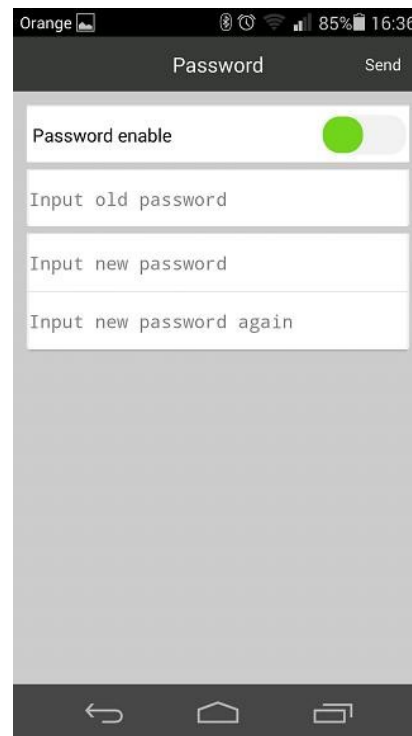 Orange 85% 16:36
Password Send
Password enable
Input old password
Input new password
Input new password again